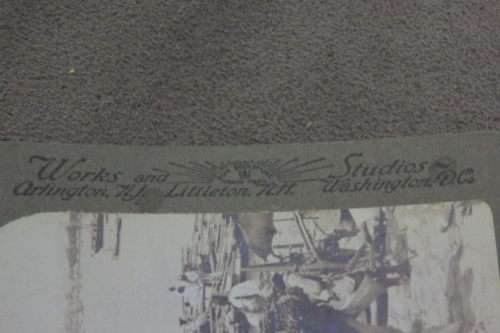 Works and Studios
Arlington, N.J. Littleton, N.H. Washington, D.C.